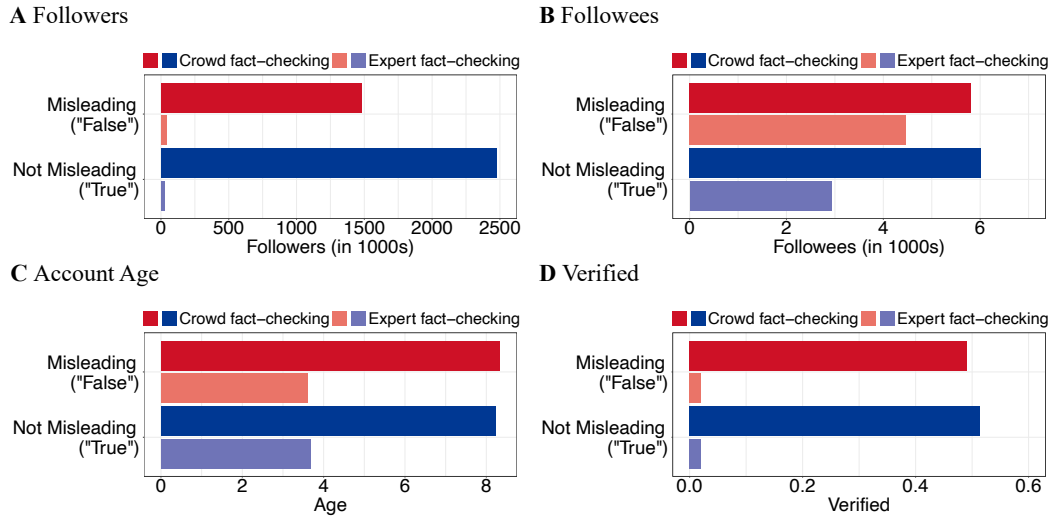 A Followers
Crowd fact−checking Expert fact−checking
Misleading
("False")
Not Misleading
("True")
0 500 1000 1500 2000 2500
Followers (in 1000s)
B Followees
Crowd fact−checking Expert fact−checking
Misleading
("False")
Not Misleading
("True")
0 2 4 6
Followees (in 1000s)
C Account Age
Crowd fact−checking Expert fact−checking
Misleading
("False")
Not Misleading
("True")
0 2 4 6 8
Age
D Verified
Crowd fact−checking Expert fact−checking
Misleading
("False")
Not Misleading
("True")
0.0 0.2 0.4 0.6
Verified